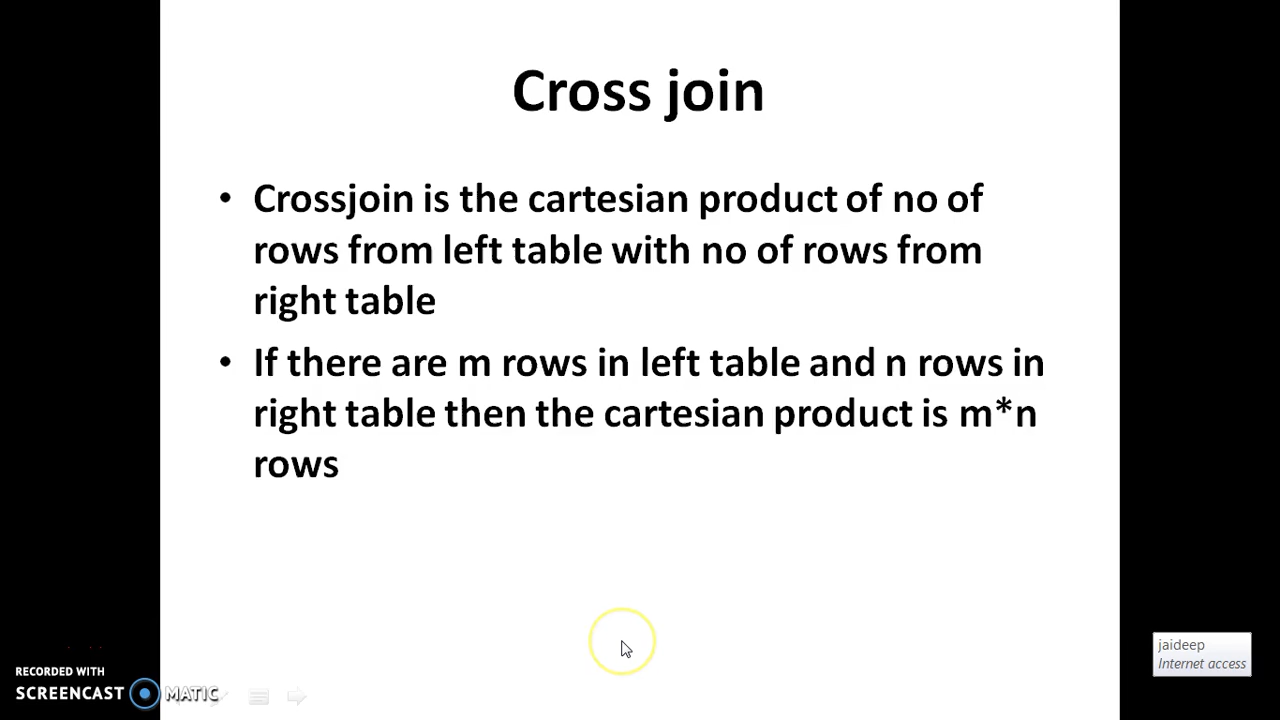 Cross join
• Crossjoin is the cartesian product of no of
rows from left table with no of rows from
right table
• If there are m rows in left table and n rows in
right table then the cartesian product is m*n
rows
jaideep
Internet access
RECORDED WITH
SCREENCAST MATIC